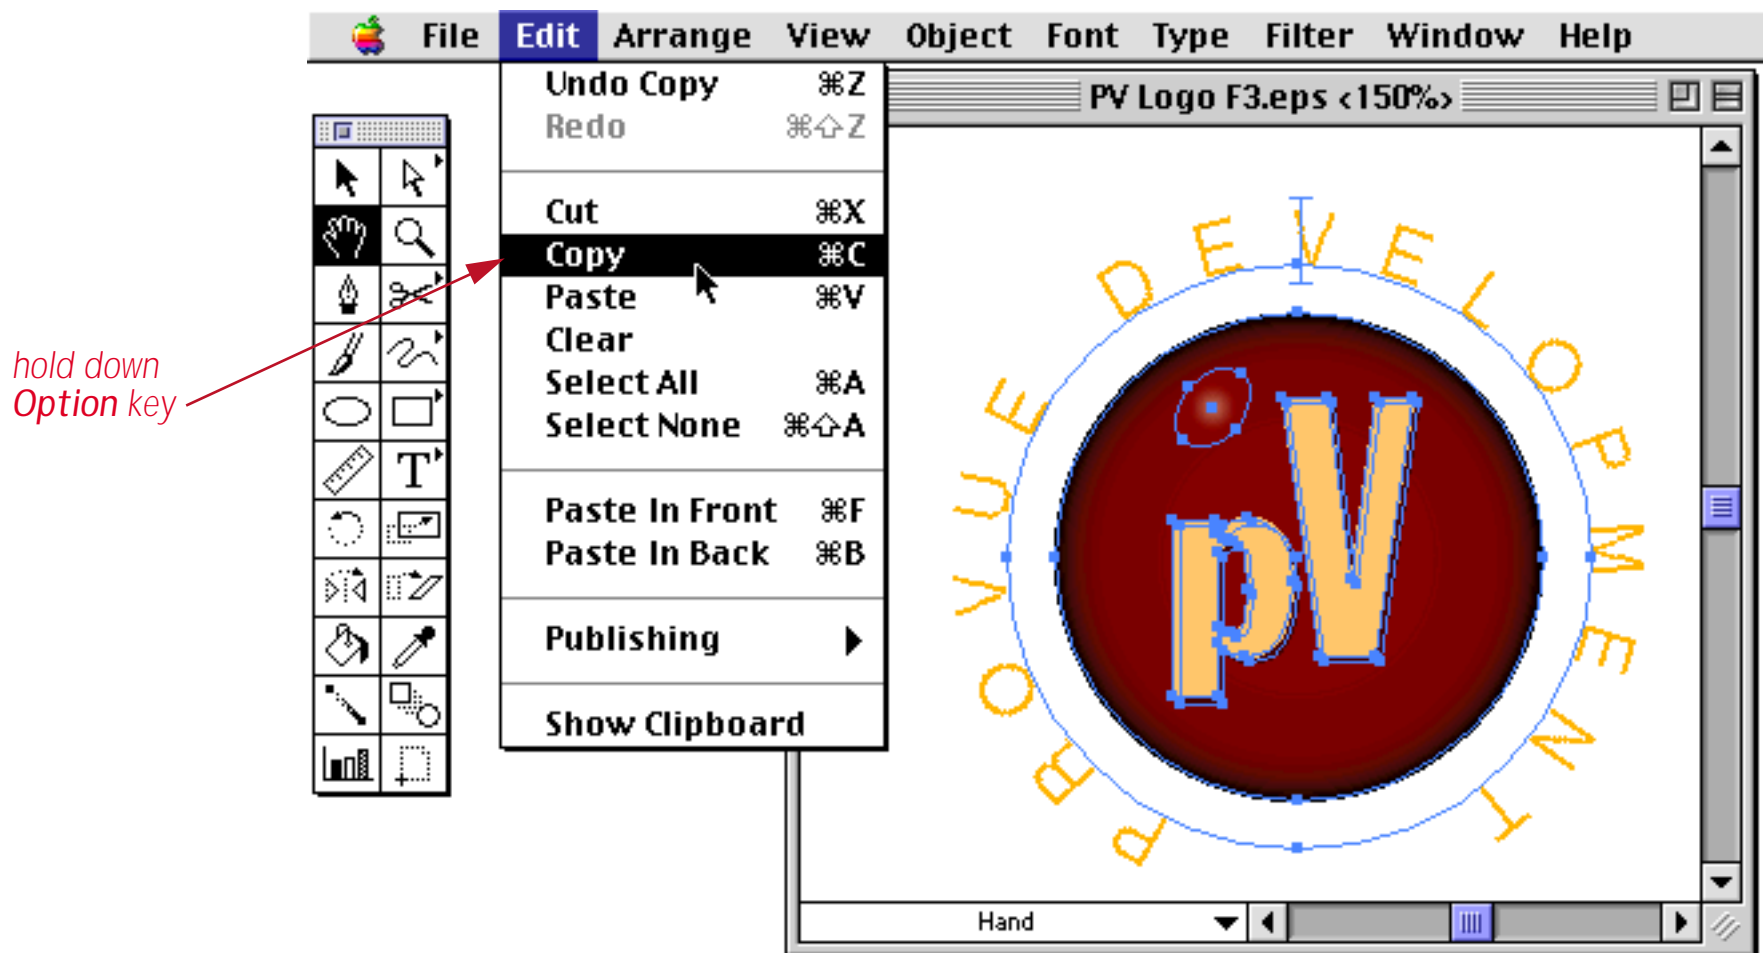 File Edit Arrange View Object Font Type Filter Window Help
Undo Copy ⌘Z
Redo ⌘⇧Z
Cut ⌘X
Copy ⌘C
Paste ⌘V
Clear
Select All ⌘A
Select None ⌘⇧A
Paste In Front ⌘F
Paste In Back ⌘B
Publishing
Show Clipboard
hold down
Option key
T
PV Logo F3.eps <150%>
PROVUE DEVELOPMENT
pV
Hand